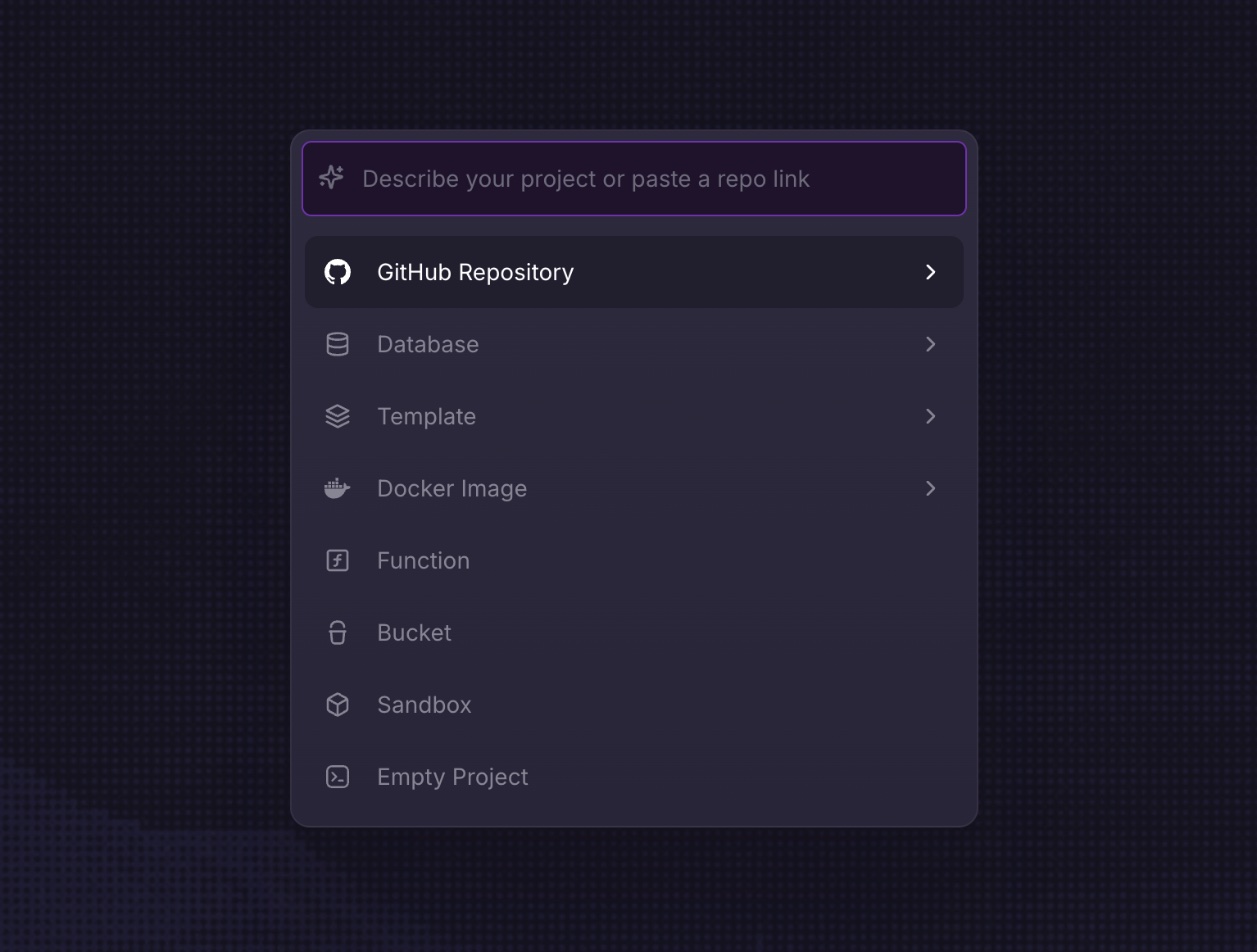 Describe your project or paste a repo link
GitHub Repository
Database
Template
Docker Image
Function
Bucket
Sandbox
Empty Project